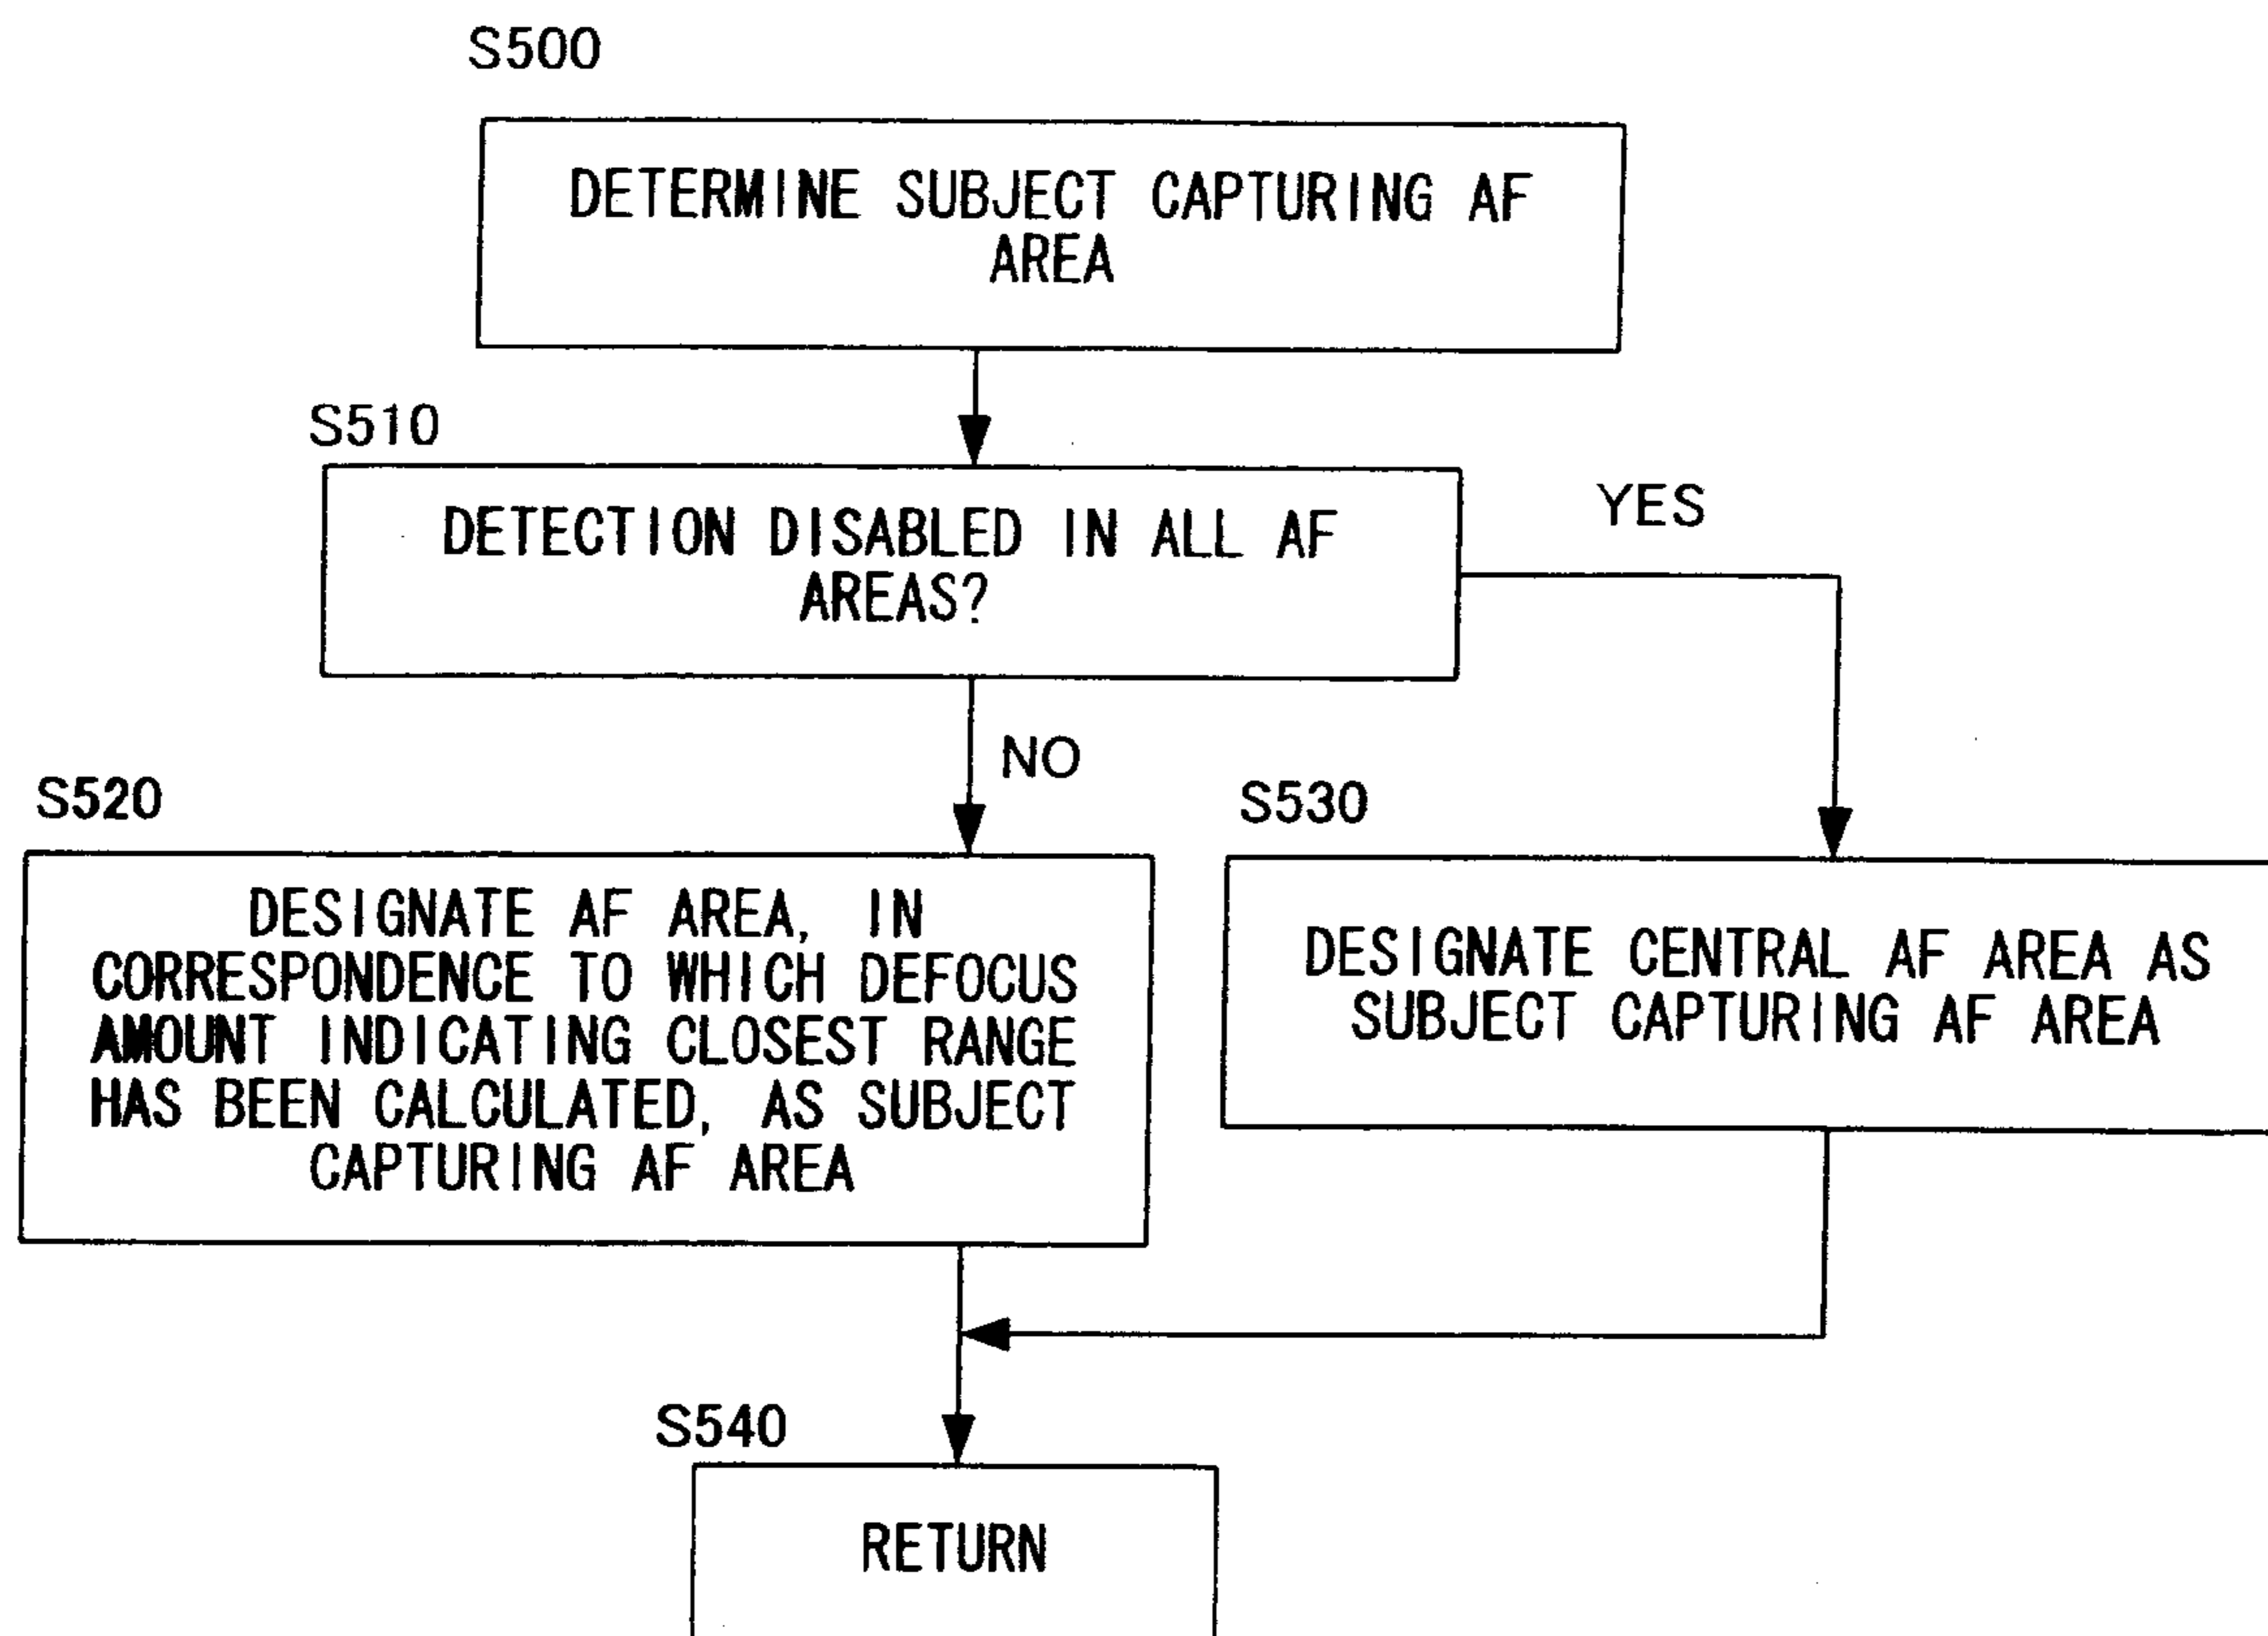 S500
DETERMINE SUBJECT CAPTURING AF
AREA
S510
DETECTION DISABLED IN ALL AF
AREAS?
YES
NO
S520
DESIGNATE AF AREA, IN
CORRESPONDENCE TO WHICH DEFOCUS
AMOUNT INDICATING CLOSEST RANGE
HAS BEEN CALCULATED, AS SUBJECT
CAPTURING AF AREA
S530
DESIGNATE CENTRAL AF AREA AS
SUBJECT CAPTURING AF AREA
S540
RETURN